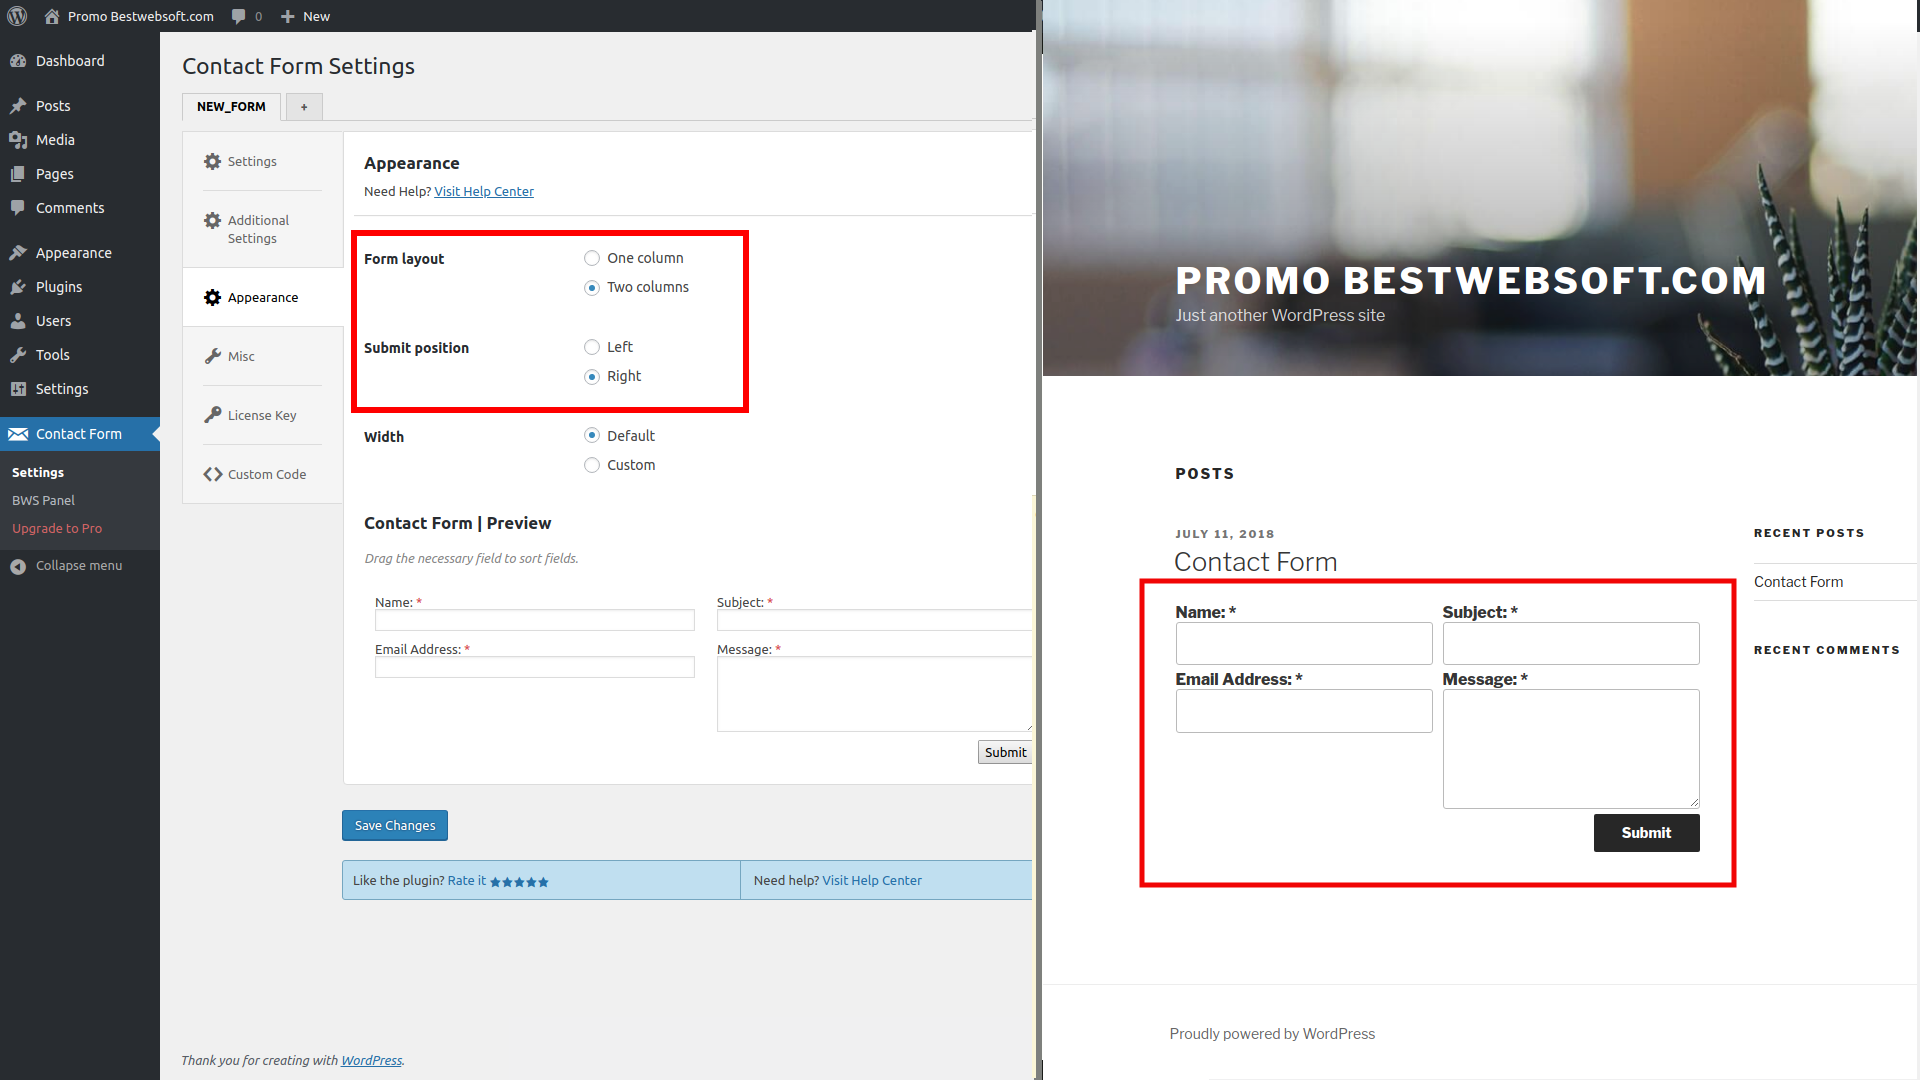 Promo Bestwebsoft.com 0 New
Dashboard
Posts
Media
Pages
Comments
Appearance
Plugins
Users
Tools
Settings
Contact Form
Settings
BWS Panel
Upgrade to Pro
Collapse menu
Contact Form Settings
NEW_FORM +
Settings
Additional
Settings
Appearance
Misc
License Key
Custom Code
Appearance
Need Help? Visit Help Center
Form layout
One column
Two columns
Submit position
Left
Right
Width
Default
Custom
Contact Form | Preview
Drag the necessary field to sort fields.
Name: * Subject: *
Email Address: * Message: *
Submit
Save Changes
Like the plugin? Rate it Need help? Visit Help Center
Thank you for creating with WordPress.
PROMO BESTWEBSOFT.COM
Just another WordPress site
POSTS
JULY 11, 2018
Contact Form
Name: * Subject: *
Email Address: * Message: *
Submit
RECENT POSTS
Contact Form
RECENT COMMENTS
Proudly powered by WordPress